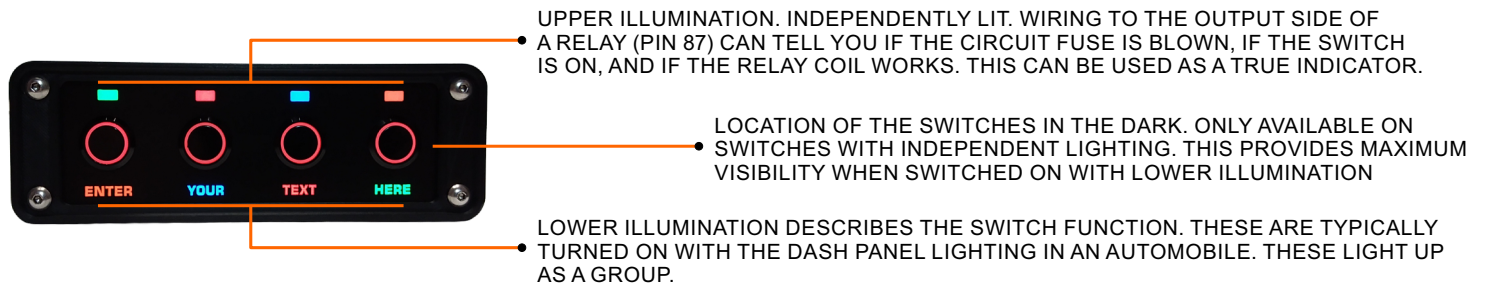 UPPER ILLUMINATION. INDEPENDENTLY LIT. WIRING TO THE OUTPUT SIDE OF
A RELAY (PIN 87) CAN TELL YOU IF THE CIRCUIT FUSE IS BLOWN, IF THE SWITCH
IS ON, AND IF THE RELAY COIL WORKS. THIS CAN BE USED AS A TRUE INDICATOR.
LOCATION OF THE SWITCHES IN THE DARK. ONLY AVAILABLE ON
SWITCHES WITH INDEPENDENT LIGHTING. THIS PROVIDES MAXIMUM
VISIBILITY WHEN SWITCHED ON WITH LOWER ILLUMINATION
ENTER YOUR TEXT HERE
LOWER ILLUMINATION DESCRIBES THE SWITCH FUNCTION. THESE ARE TYPICALLY
TURNED ON WITH THE DASH PANEL LIGHTING IN AN AUTOMOBILE. THESE LIGHT UP
AS A GROUP.